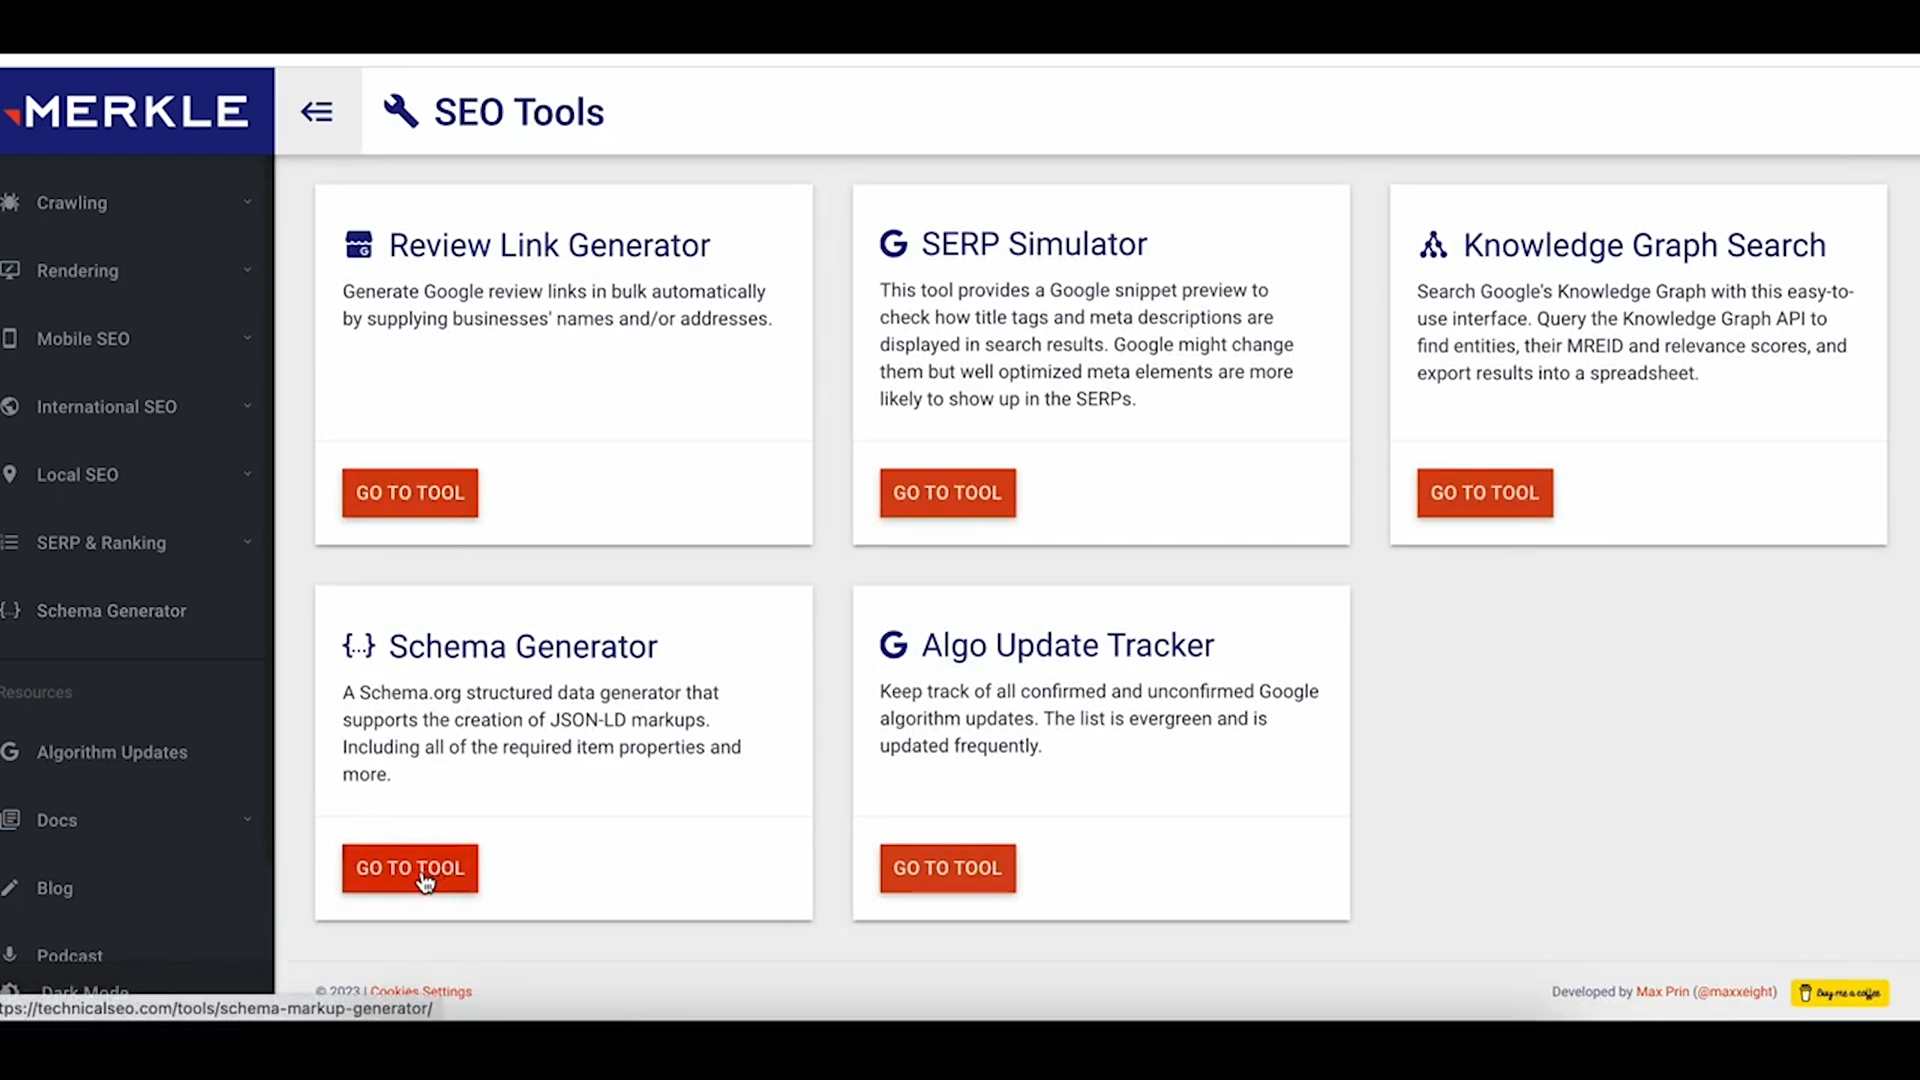 MERKLE
SEO Tools
Crawling
Rendering
Mobile SEO
International SEO
Local SEO
SERP & Ranking
{...} Schema Generator
Resources
Algorithm Updates
Docs
Blog
Podcast
Dark Mode
tps://technicalseo.com/tools/schema-markup-generator/
Review Link Generator
Generate Google review links in bulk automatically
by supplying businesses' names and/or addresses.
GO TO TOOL
G SERP Simulator
This tool provides a Google snippet preview to
check how title tags and meta descriptions are
displayed in search results. Google might change
them but well optimized meta elements are more
likely to show up in the SERPs.
GO TO TOOL
Knowledge Graph Search
Search Google's Knowledge Graph with this easy-to-
use interface. Query the Knowledge Graph API to
find entities, their MREID and relevance scores, and
export results into a spreadsheet.
GO TO TOOL
{...} Schema Generator
A Schema.org structured data generator that
supports the creation of JSON-LD markups.
Including all of the required item properties and
more.
GO TO TOOL
G Algo Update Tracker
Keep track of all confirmed and unconfirmed Google
algorithm updates. The list is evergreen and is
updated frequently.
GO TO TOOL
© 2023 | Cookies Settings
Developed by Max Prin (@maxxeight)
Buy me a coffee